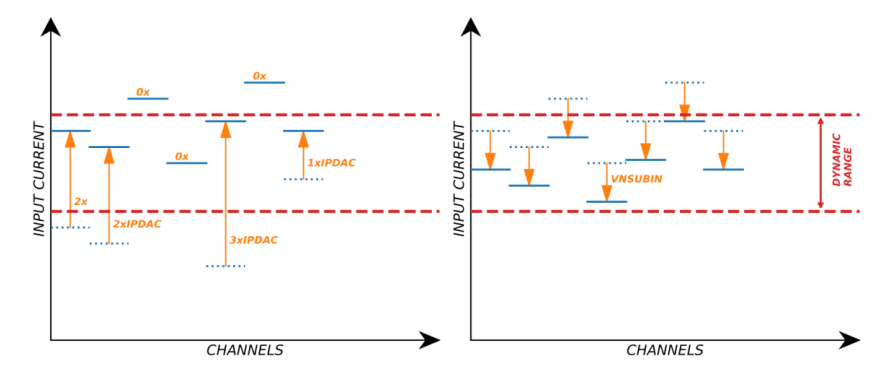 INPUT CURRENT
0x
0x
0x
2x
2xIPDAC
3xIPDAC
1xIPDAC
CHANNELS
INPUT CURRENT
VNSUBIN
DYNAMIC
RANGE
CHANNELS